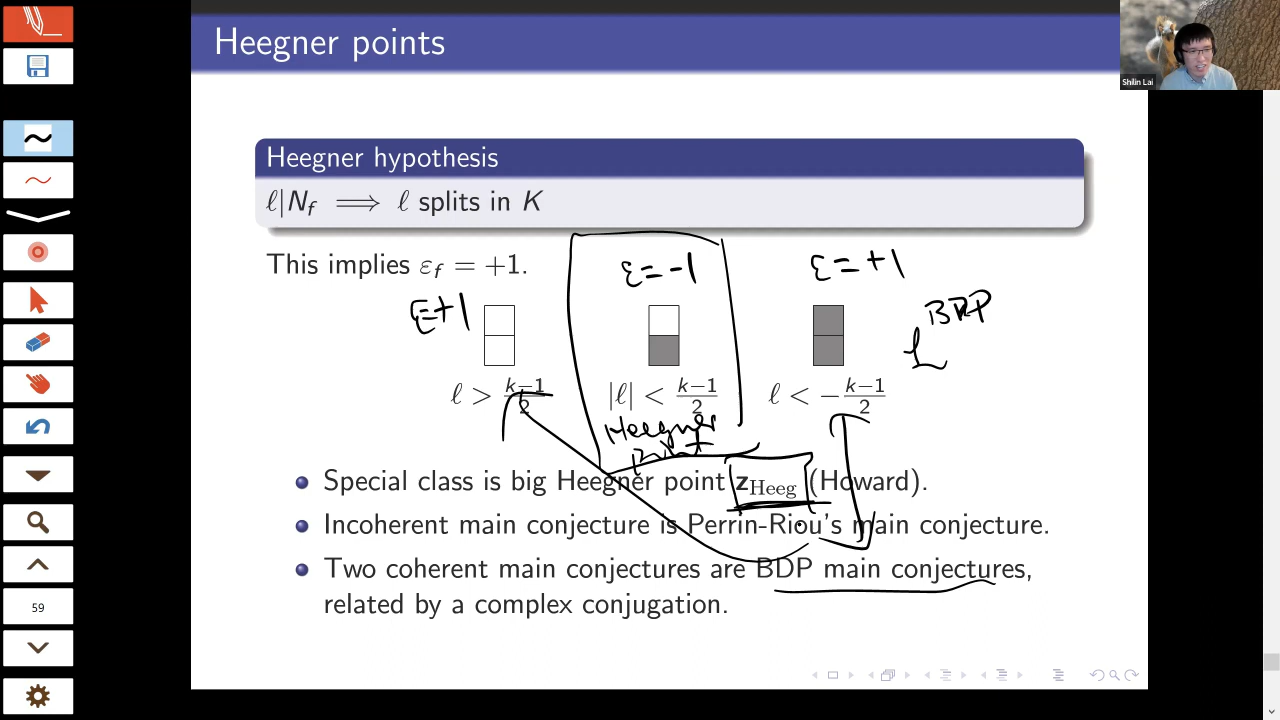 Heegner points
Shilin Lai
Heegner hypothesis
ℓ|N_f ⟹ ℓ splits in K
This implies ε_f = +1.
ε=-1
ε=+1
ε+1
L^BDP
ℓ > (k−1)/2
|ℓ| < (k−1)/2
ℓ < −(k−1)/2
Heegner
Special class is big Heegner point z_Heeg (Howard).
Incoherent main conjecture is Perrin-Riou's main conjecture.
Two coherent main conjectures are BDP main conjectures,
related by a complex conjugation.
59